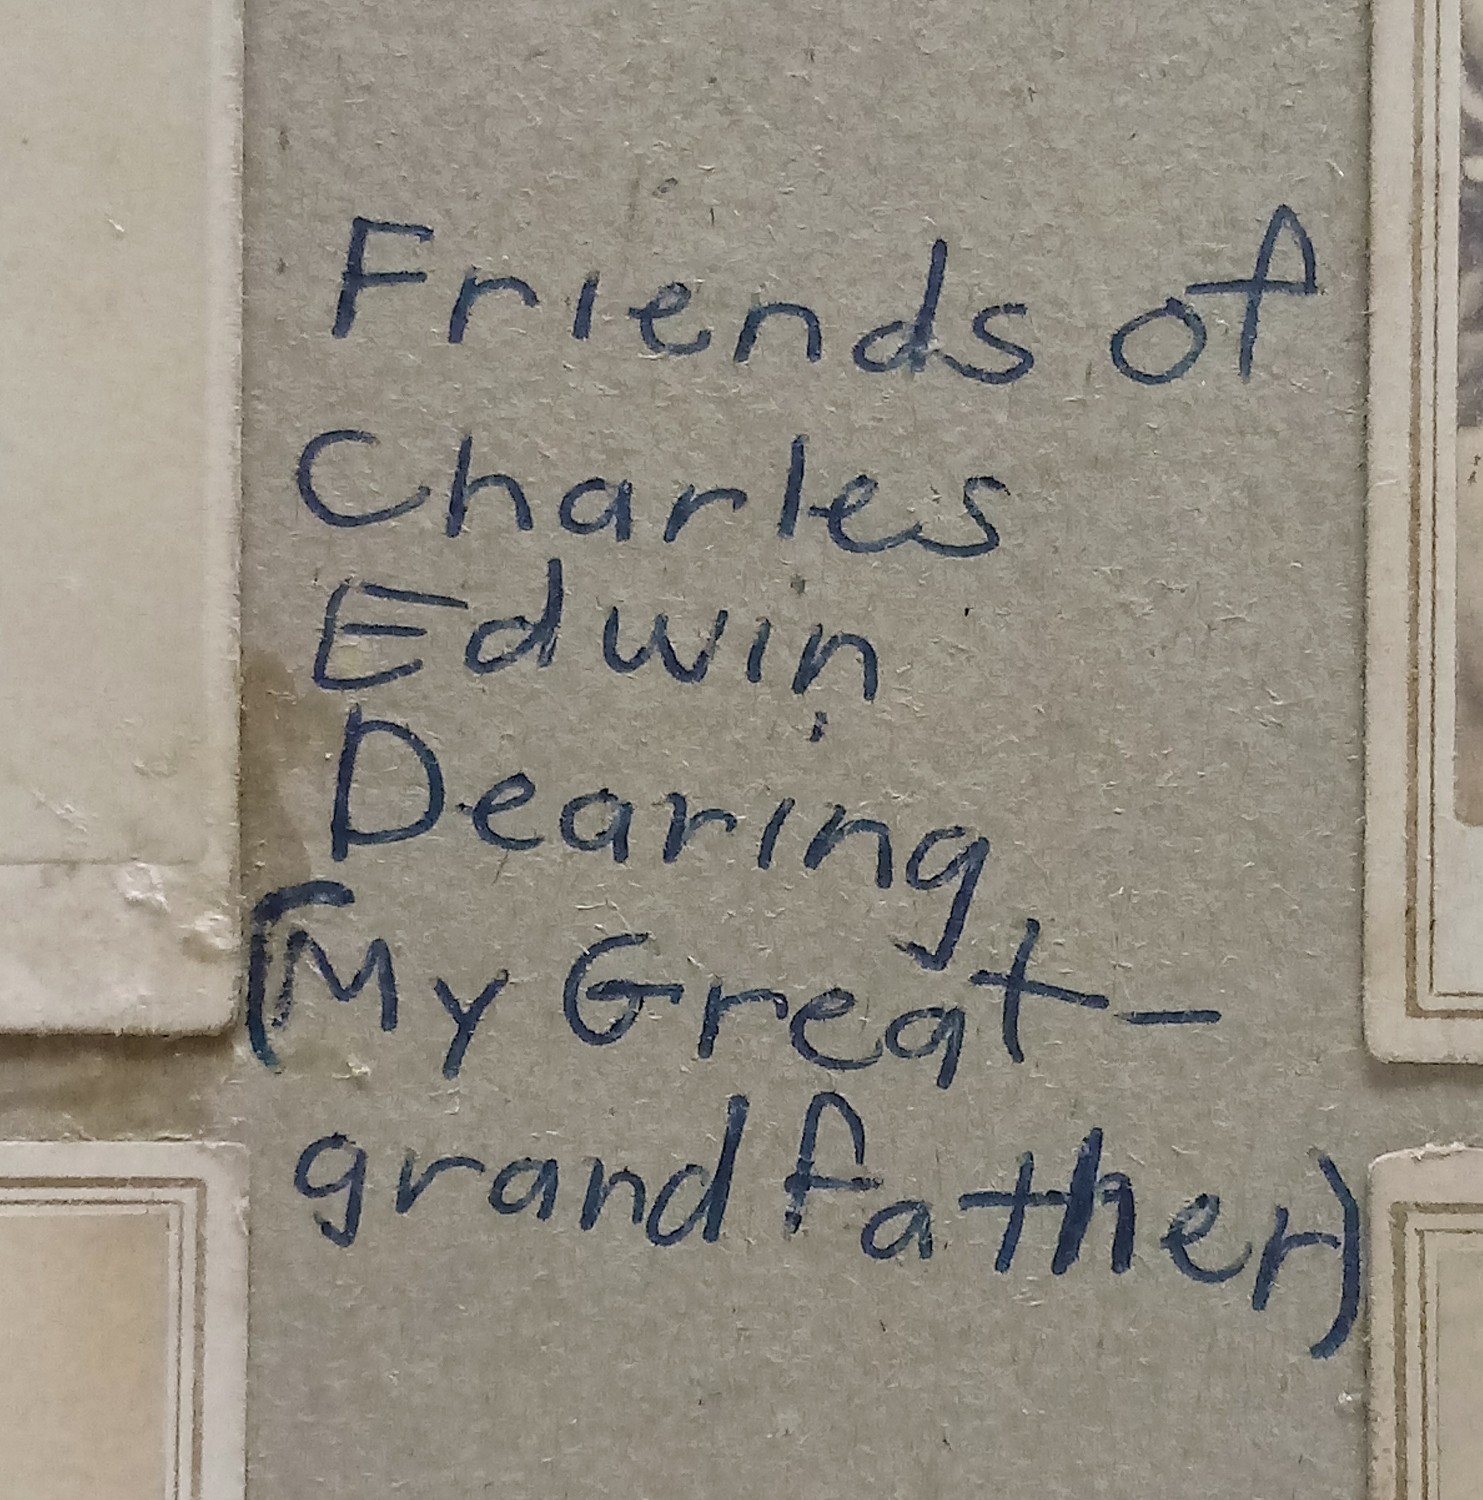 Friends of
Charles
Edwin
Dearing
(My Great-
grandfather)